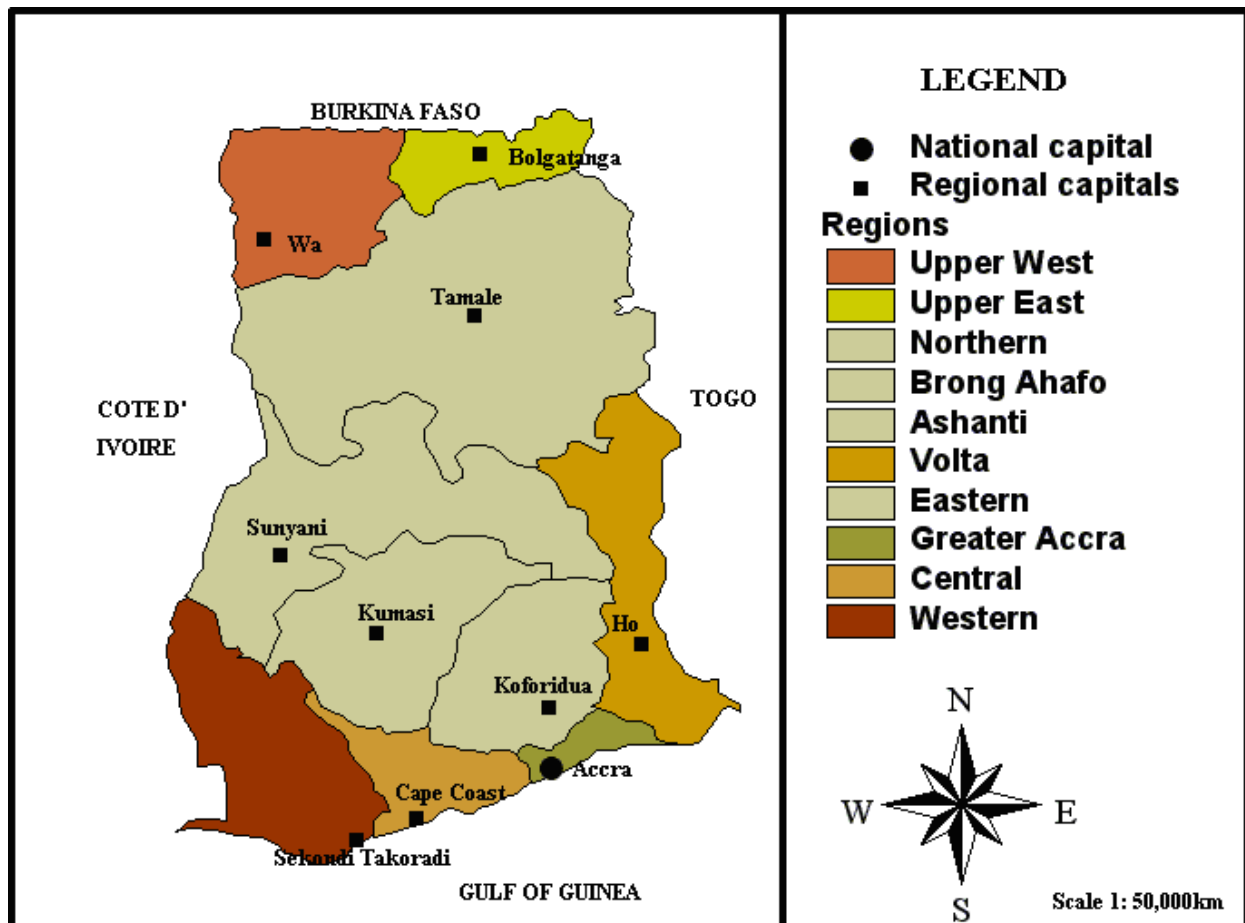 BURKINA FASO
Bolgatanga
Wa
Tamale
COTE D'
IVOIRE
TOGO
Sunyani
Kumasi
Ho
Koforidua
Accra
Cape Coast
Sekondi Takoradi
GULF OF GUINEA
LEGEND
National capital
Regional capitals
Regions
Upper West
Upper East
Northern
Brong Ahafo
Ashanti
Volta
Eastern
Greater Accra
Central
Western
N
W
E
S
Scale 1: 50,000km